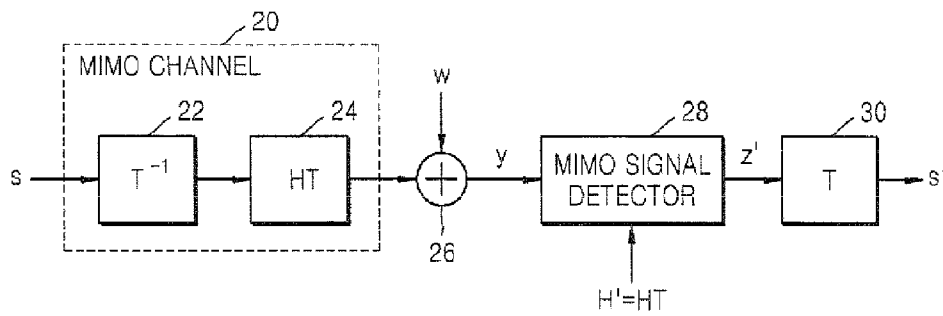 20
MIMO CHANNEL
22
24
w
28
30
s
T⁻¹
HT
y
MIMO SIGNAL
DETECTOR
z'
T
s'
26
H'=HT